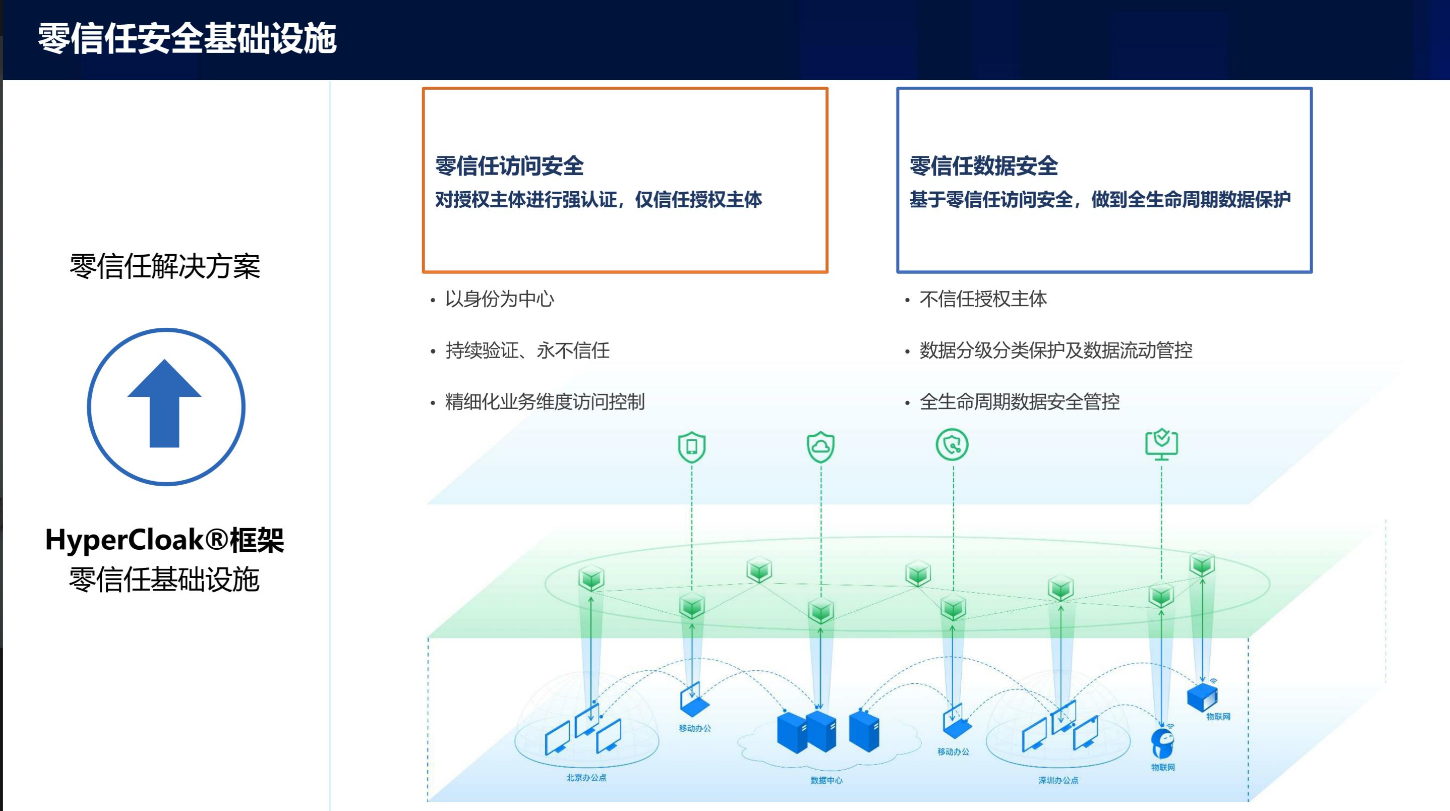 零信任安全基础设施
零信任解决方案
HyperCloak®框架
零信任基础设施
零信任访问安全
对授权主体进行强认证，仅信任授权主体
• 以身份为中心
• 持续验证、永不信任
• 精细化业务维度访问控制
零信任数据安全
基于零信任访问安全，做到全生命周期数据保护
• 不信任授权主体
• 数据分级分类保护及数据流动管控
• 全生命周期数据安全管控
北京办公点
移动办公
数据中心
移动办公
深圳办公点
物联网
物联网